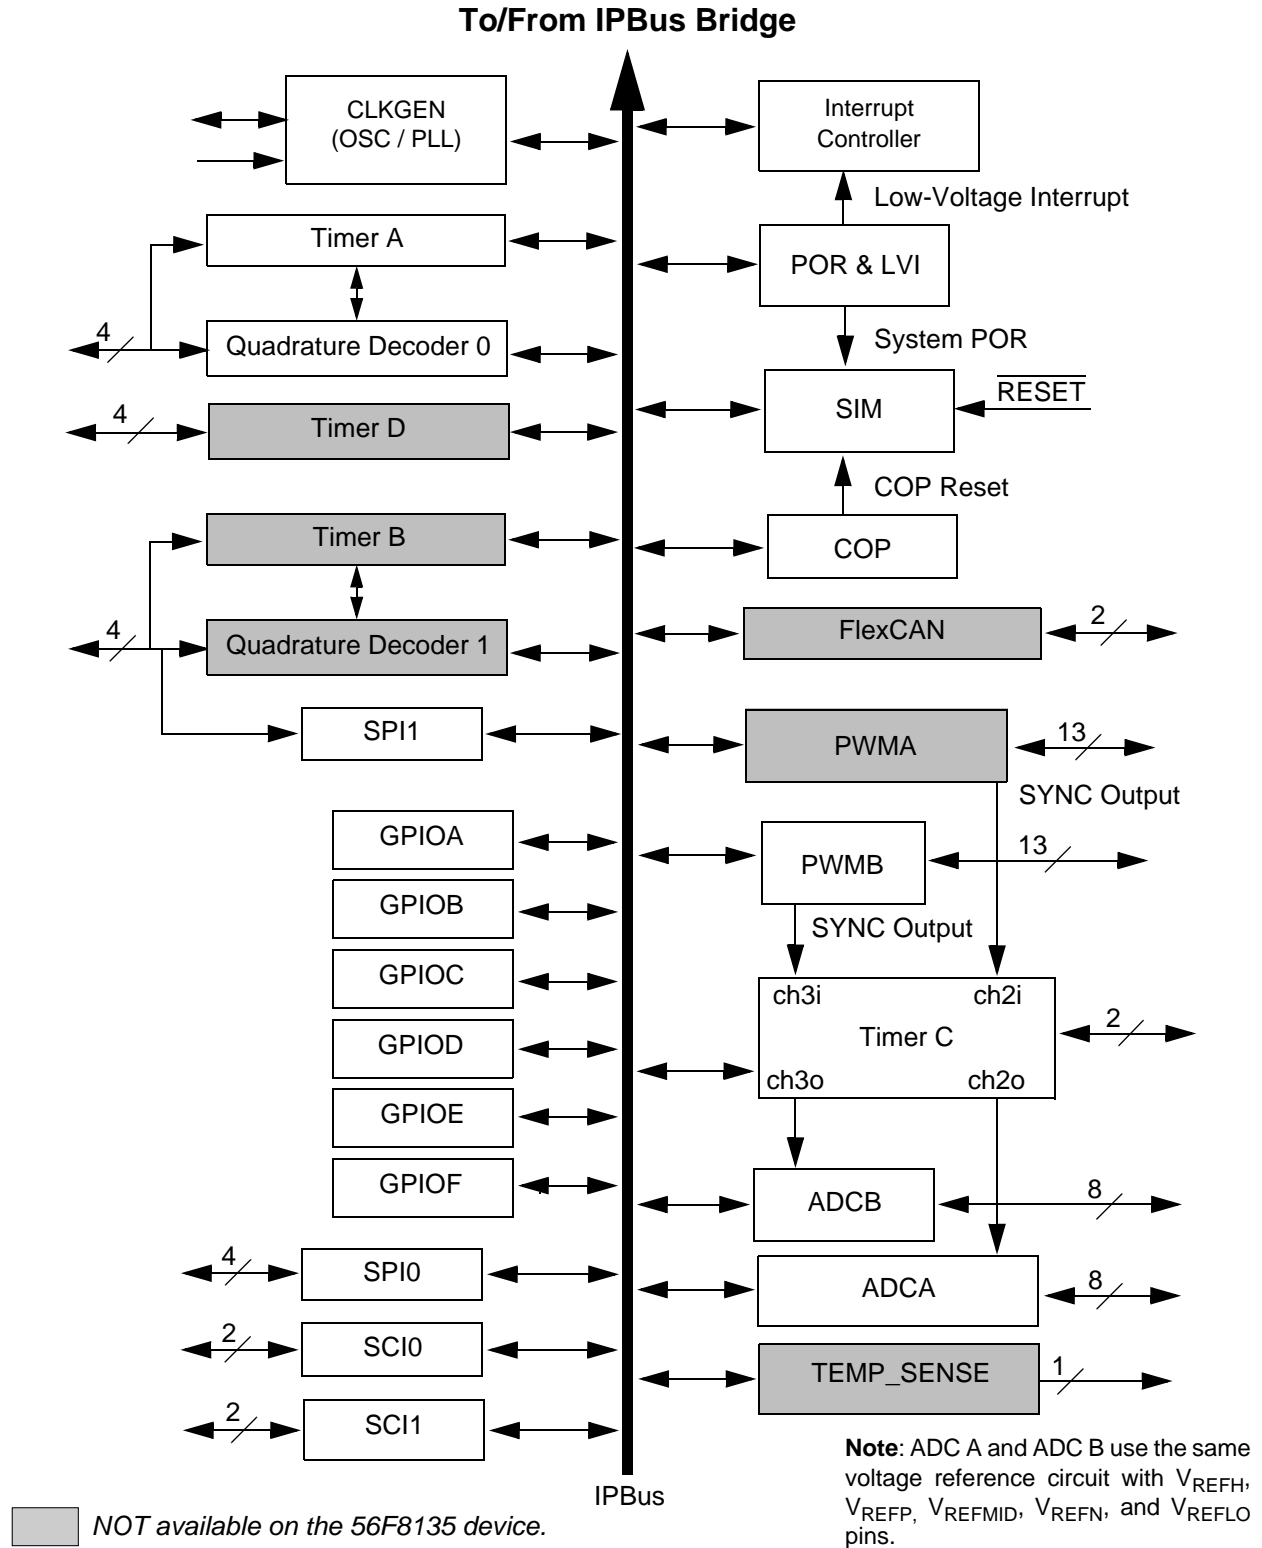 To/From IPBus Bridge
CLKGEN
(OSC / PLL)
Interrupt
Controller
Low-Voltage Interrupt
Timer A
POR & LVI
4
Quadrature Decoder 0
System POR
RESET
SIM
4
Timer D
COP Reset
Timer B
COP
4
Quadrature Decoder 1
FlexCAN
2
SPI1
PWMA
13
SYNC Output
GPIOA
PWMB
13
GPIOB
SYNC Output
GPIOC
ch3i
ch2i
GPIOD
Timer C
2
ch3o
ch2o
GPIOE
GPIOF
ADCB
8
4
SPI0
ADCA
8
2
SCI0
TEMP_SENSE
1
2
SCI1
Note: ADC A and ADC B use the same
voltage reference circuit with VREFH,
VREFP, VREFMID, VREFN, and VREFLO
pins.
IPBus
NOT available on the 56F8135 device.